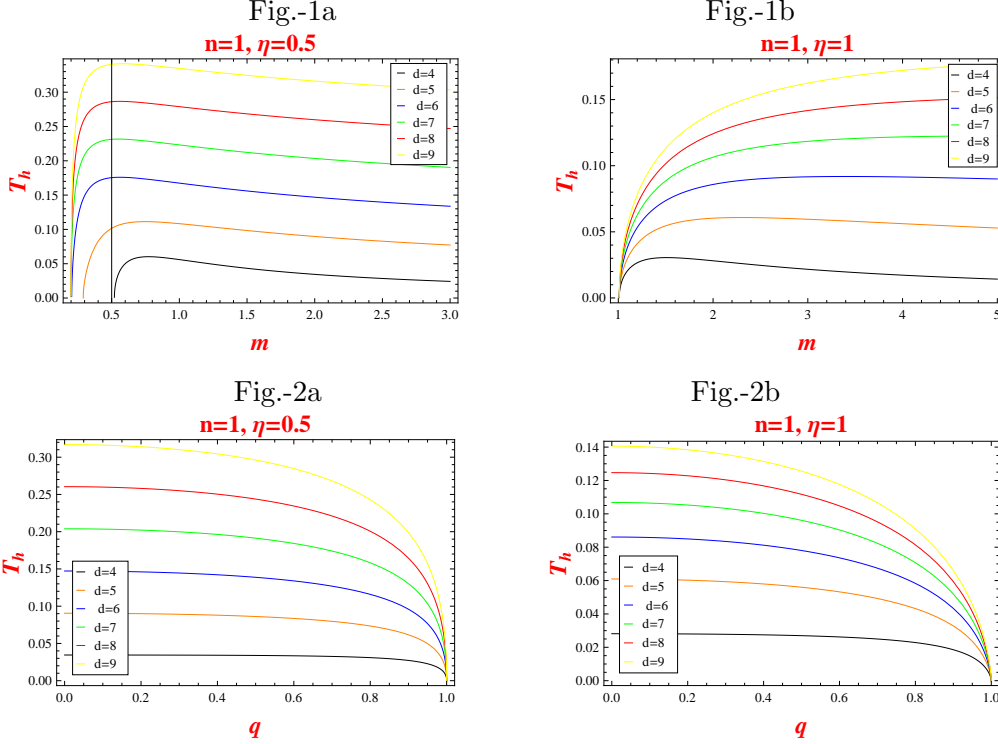 Fig.-1a
n=1, η=0.5
T_h
0.30
0.25
0.20
0.15
0.10
0.05
0.00
0.5 1.0 1.5 2.0 2.5 3.0
m
d=4
d=5
d=6
d=7
d=8
d=9
Fig.-1b
n=1, η=1
T_h
0.15
0.10
0.05
0.00
1 2 3 4 5
m
d=4
d=5
d=6
d=7
d=8
d=9
Fig.-2a
n=1, η=0.5
T_h
0.30
0.25
0.20
0.15
0.10
0.05
0.00
0.0 0.2 0.4 0.6 0.8 1.0
q
d=4
d=5
d=6
d=7
d=8
d=9
Fig.-2b
n=1, η=1
T_h
0.14
0.12
0.10
0.08
0.06
0.04
0.02
0.00
0.0 0.2 0.4 0.6 0.8 1.0
q
d=4
d=5
d=6
d=7
d=8
d=9